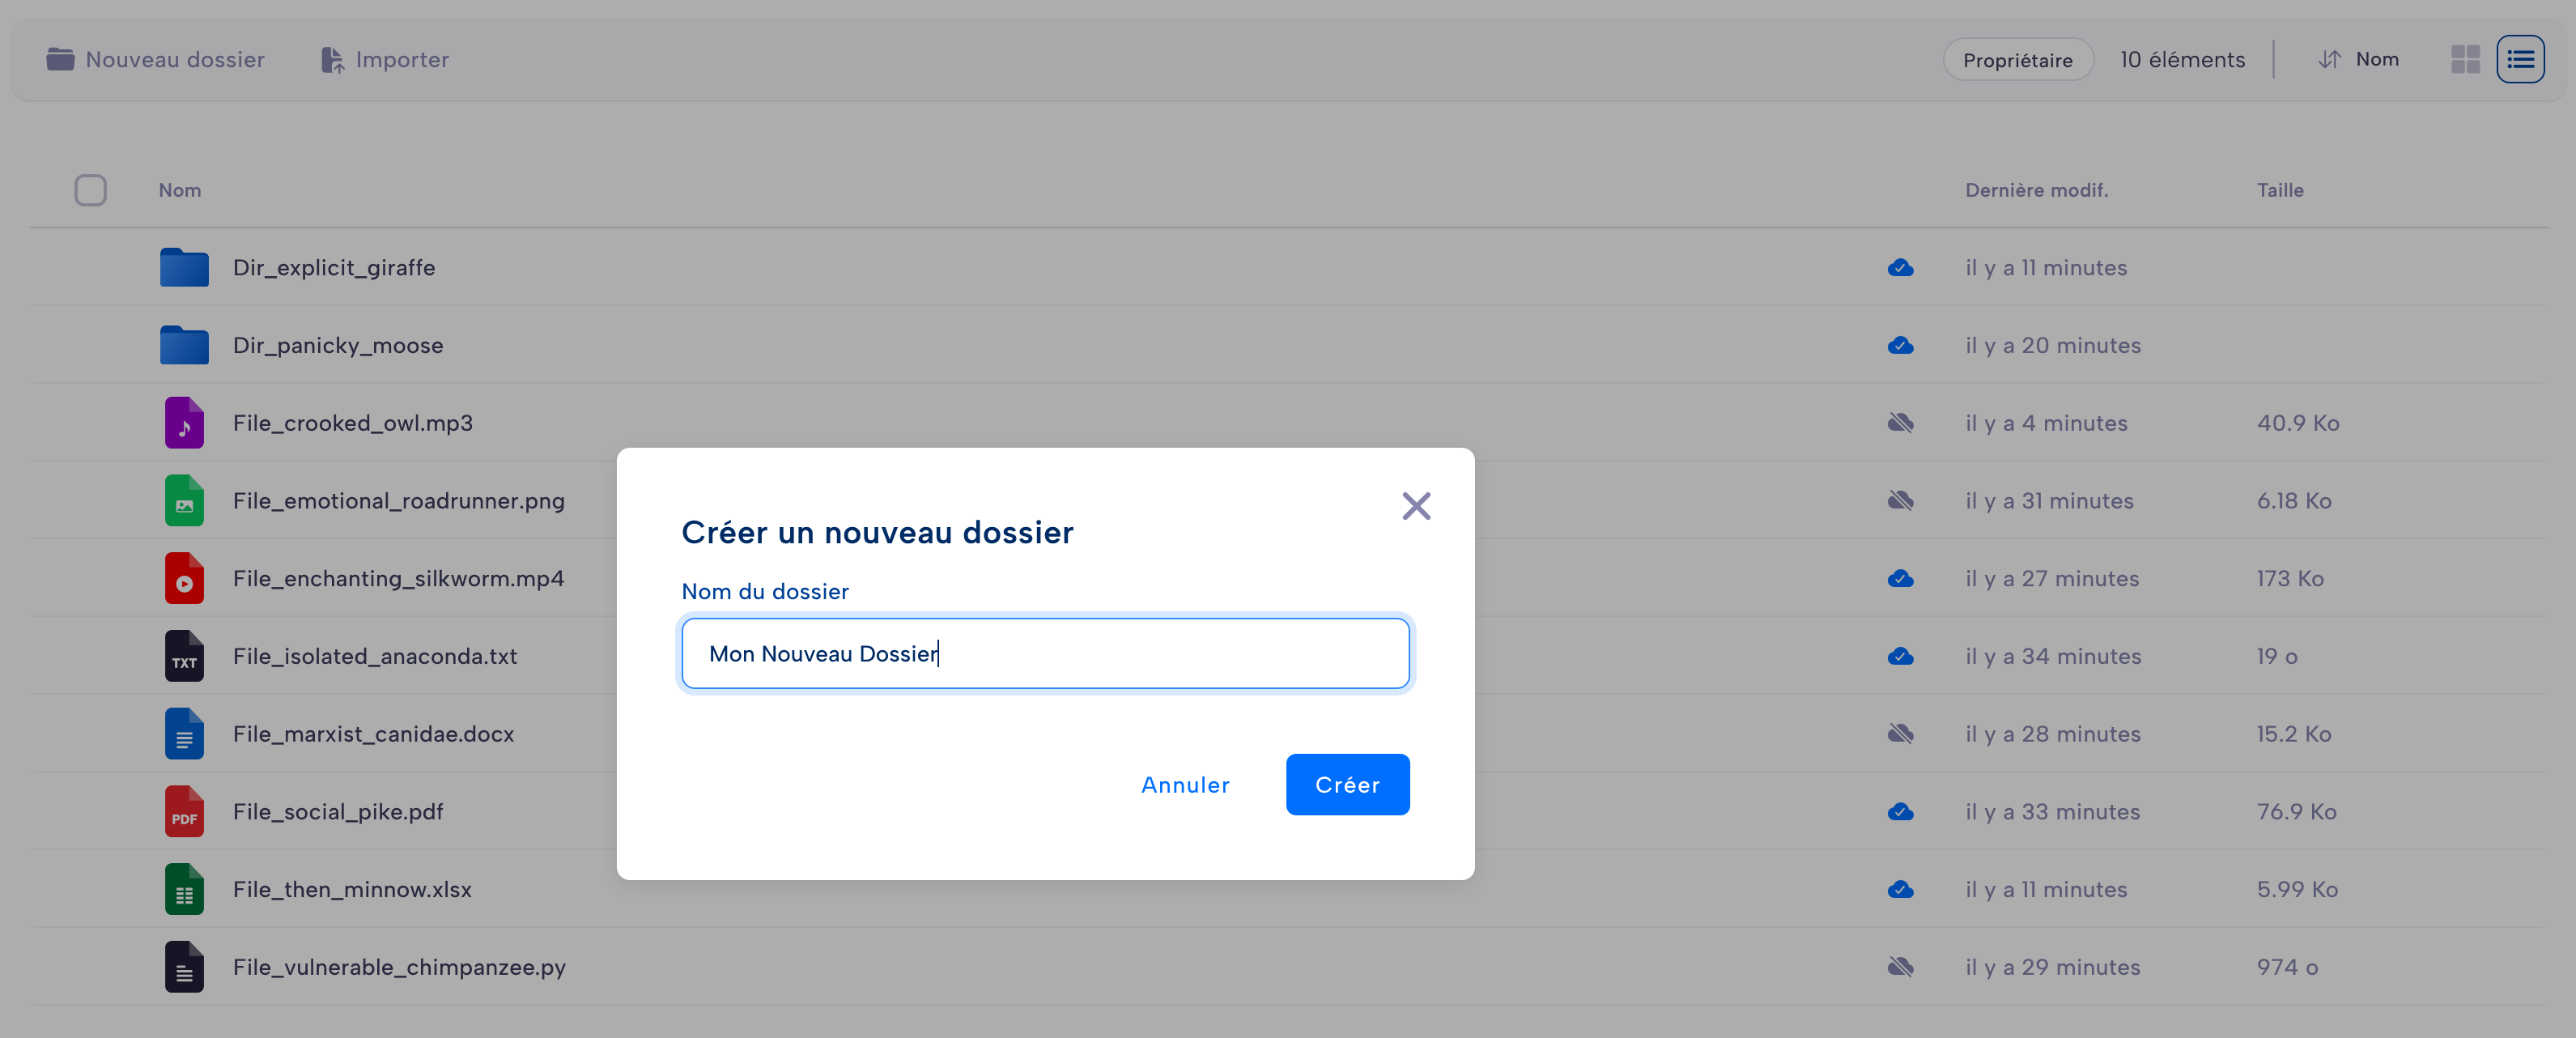 Nouveau dossier Importer Propriétaire 10 éléments Nom
Nom Dernière modif. Taille
Dir_explicit_giraffe il y a 11 minutes
Dir_panicky_moose il y a 20 minutes
File_crooked_owl.mp3 il y a 4 minutes 40.9 Ko
File_emotional_roadrunner.png il y a 31 minutes 6.18 Ko
Créer un nouveau dossier
File_enchanting_silkworm.mp4 il y a 27 minutes 173 Ko
Nom du dossier
TXT File_isolated_anaconda.txt il y a 34 minutes 19 o
Mon Nouveau Dossier
File_marxist_canidae.docx il y a 28 minutes 15.2 Ko
Annuler Créer
PDF File_social_pike.pdf il y a 33 minutes 76.9 Ko
File_then_minnow.xlsx il y a 11 minutes 5.99 Ko
File_vulnerable_chimpanzee.py il y a 29 minutes 974 o